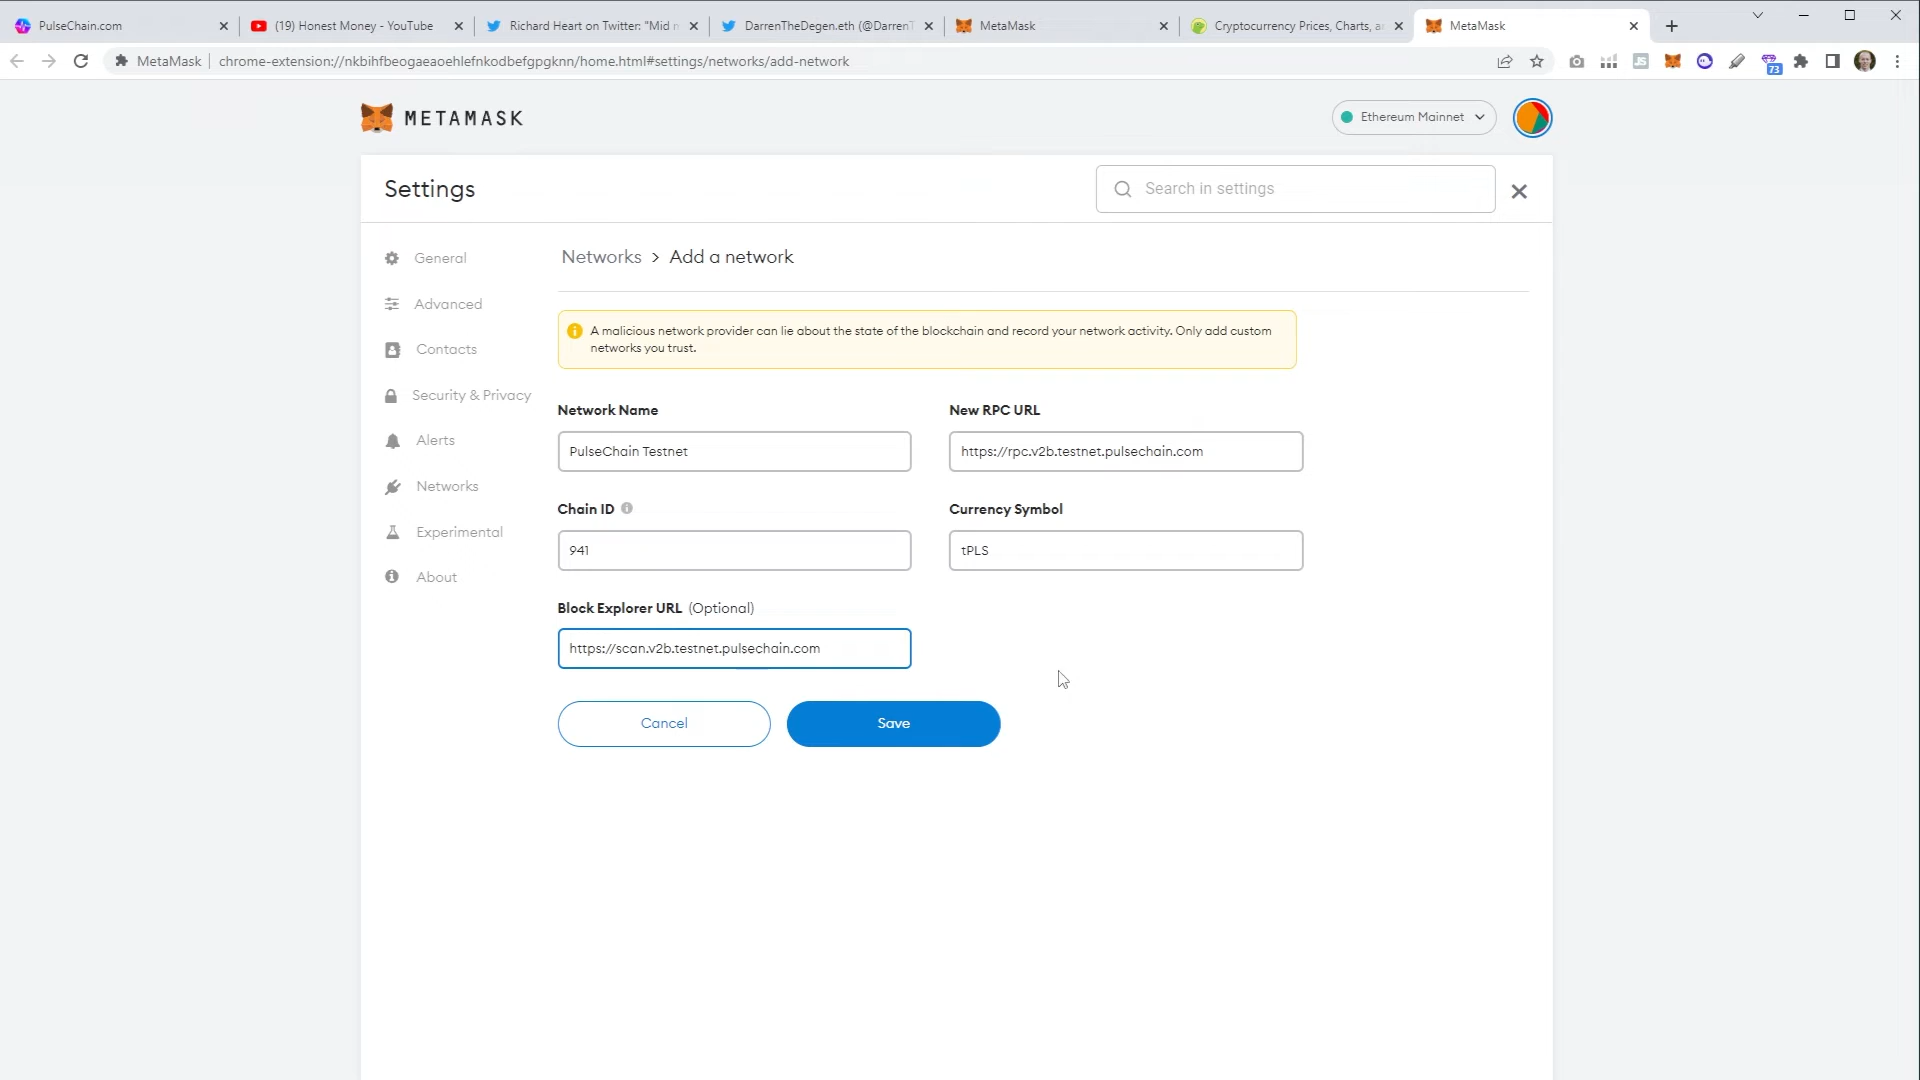 PulseChain.com
(19) Honest Money - YouTube
Richard Heart on Twitter: "Mid
DarrenTheDegen.eth (@Darren
MetaMask
Cryptocurrency Prices, Charts, a
MetaMask
MetaMask
chrome-extension://nkbihfbeogaeaoehlefnkodbefgpgknn/home.html#settings/networks/add-network
73
METAMASK
Ethereum Mainnet
Settings
Search in settings
General
Advanced
Contacts
Security & Privacy
Alerts
Networks
Experimental
About
Networks > Add a network
A malicious network provider can lie about the state of the blockchain and record your network activity. Only add custom
networks you trust.
Network Name
New RPC URL
PulseChain Testnet
https://rpc.v2b.testnet.pulsechain.com
Chain ID
Currency Symbol
941
tPLS
Block Explorer URL (Optional)
https://scan.v2b.testnet.pulsechain.com
Cancel
Save